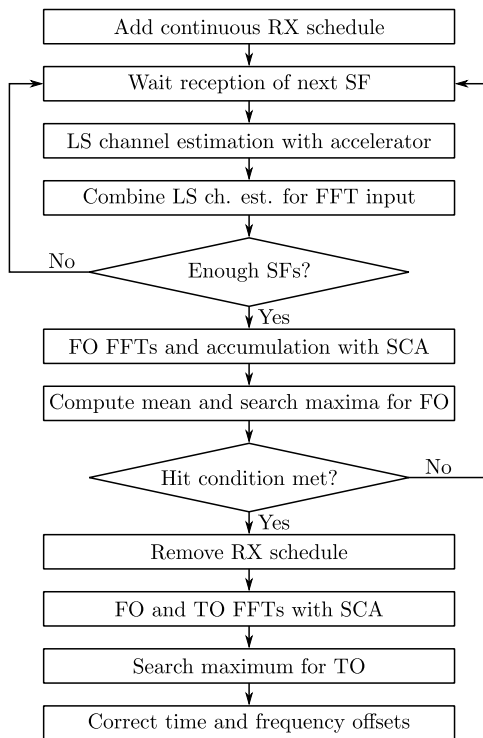 Add continuous RX schedule
Wait reception of next SF
LS channel estimation with accelerator
Combine LS ch. est. for FFT input
Enough SFs?
No
Yes
FO FFTs and accumulation with SCA
Compute mean and search maxima for FO
Hit condition met?
No
Yes
Remove RX schedule
FO and TO FFTs with SCA
Search maximum for TO
Correct time and frequency offsets